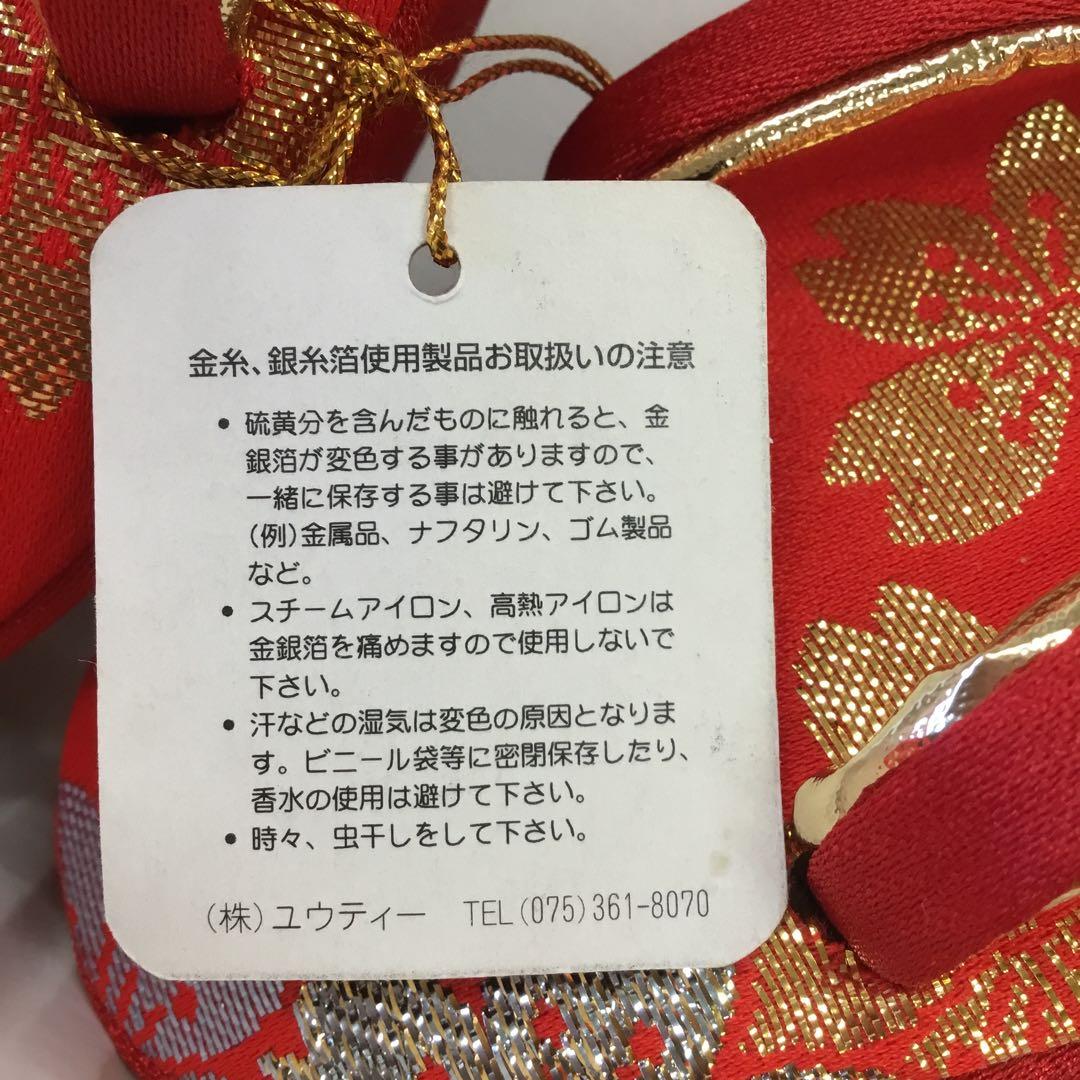 金糸、銀糸箔使用製品お取扱いの注意
• 硫黄分を含んだものに触れると、金
銀箔が変色する事がありますので、
一緒に保存する事は避けて下さい。
(例)金属品、ナフタリン、ゴム製品
など。
• スチームアイロン、高熱アイロンは
金銀箔を痛めますので使用しないで
下さい。
• 汗などの湿気は変色の原因となりま
す。ビニール袋等に密閉保存したり、
香水の使用は避けて下さい。
• 時々、虫干しをして下さい。
(株)ユウティー TEL(075)361-8070